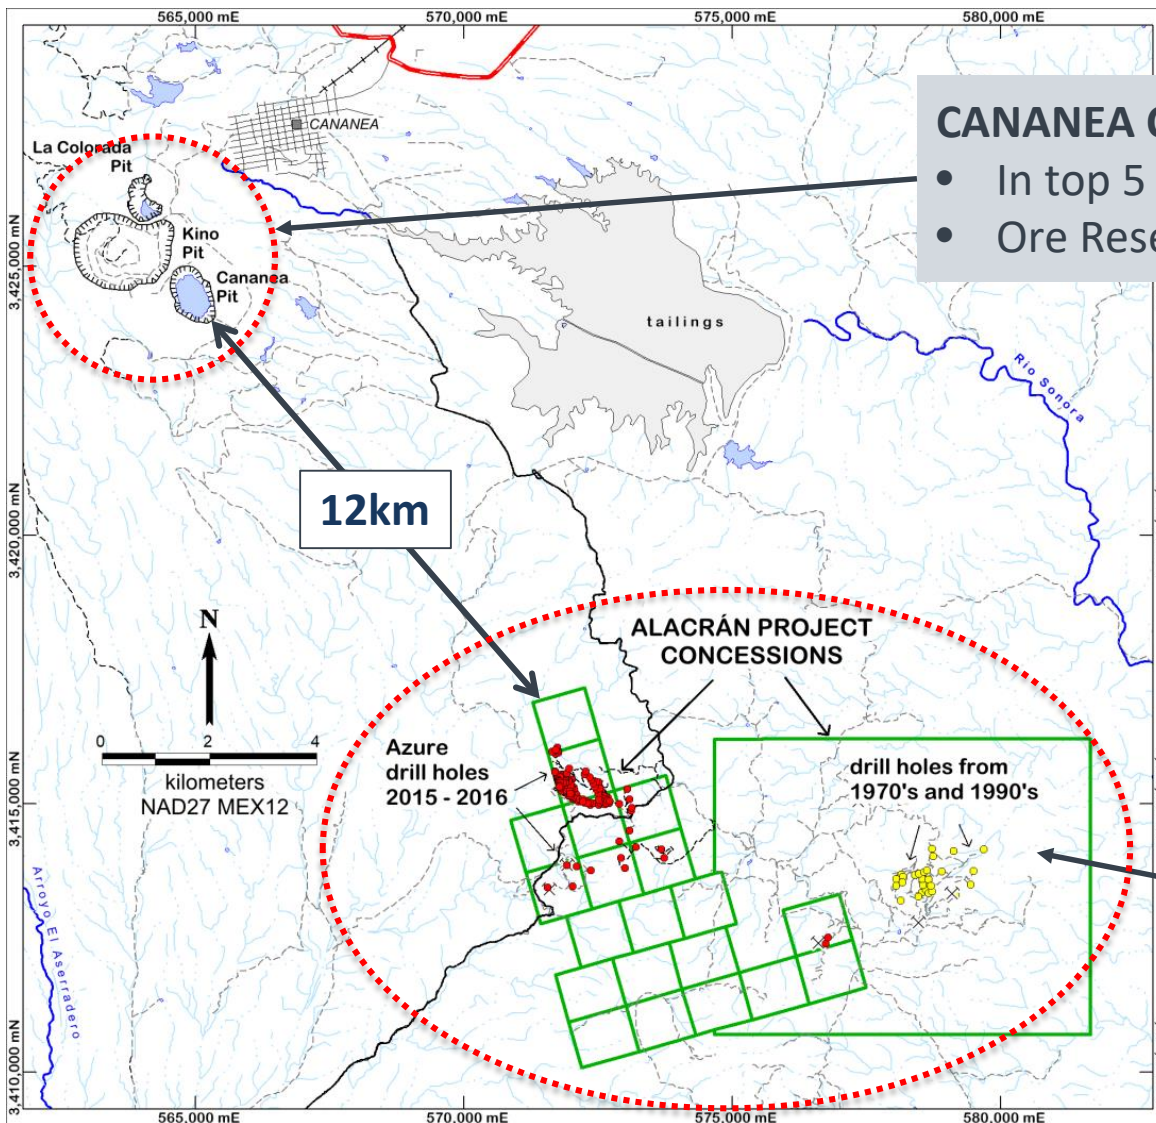 565,000 mE
570,000 mE
575,000 mE
580,000 mE
CANANEA
In top 5
Ore Rese
CANANEA
La Colorada
Pit
Kino
Pit
Cananea
Pit
3,425,000 mN
tailings
Rio Sonora
12km
3,420,000 mN
N
0 2 4
kilometers
NAD27 MEX12
ALACRÁN PROJECT
CONCESSIONS
Azure
drill holes
2015 - 2016
drill holes from
1970's and 1990's
3,415,000 mN
Arroyo El Aserradero
3,410,000 mN
565,000 mE
570,000 mE
575,000 mE
580,000 mE